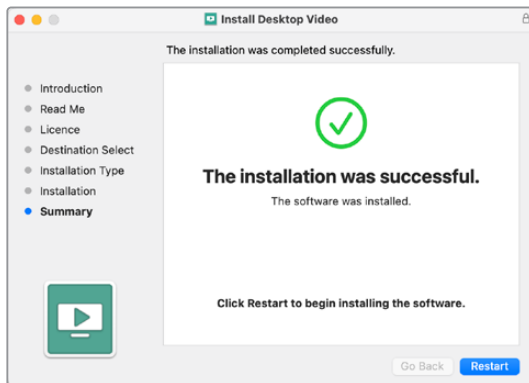 Install Desktop Video
The installation was completed successfully.
Introduction
Read Me
Licence
Destination Select
Installation Type
Installation
Summary
The installation was successful.
The software was installed.
Click Restart to begin installing the software.
Go Back
Restart